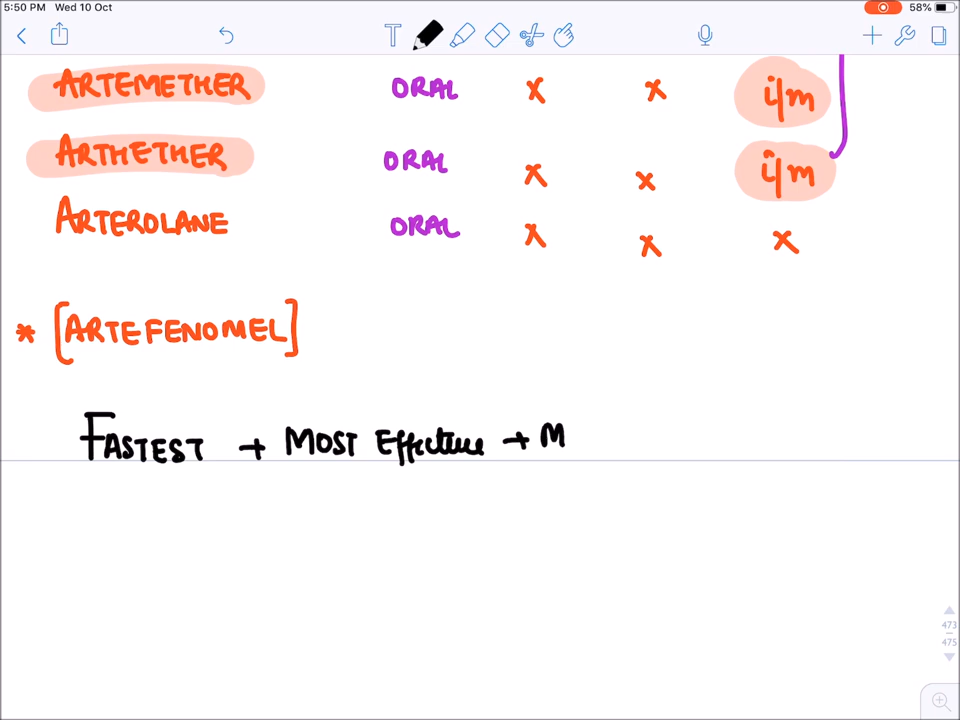 5:50 PM Wed 10 Oct 58%
T
ARTEMETHER ORAL X X i/m
ARTHETHER ORAL X X i/m
ARTEROLANE ORAL X X X
* [ARTEFENOMEL]
FASTEST + MOST Effective + M
473
475